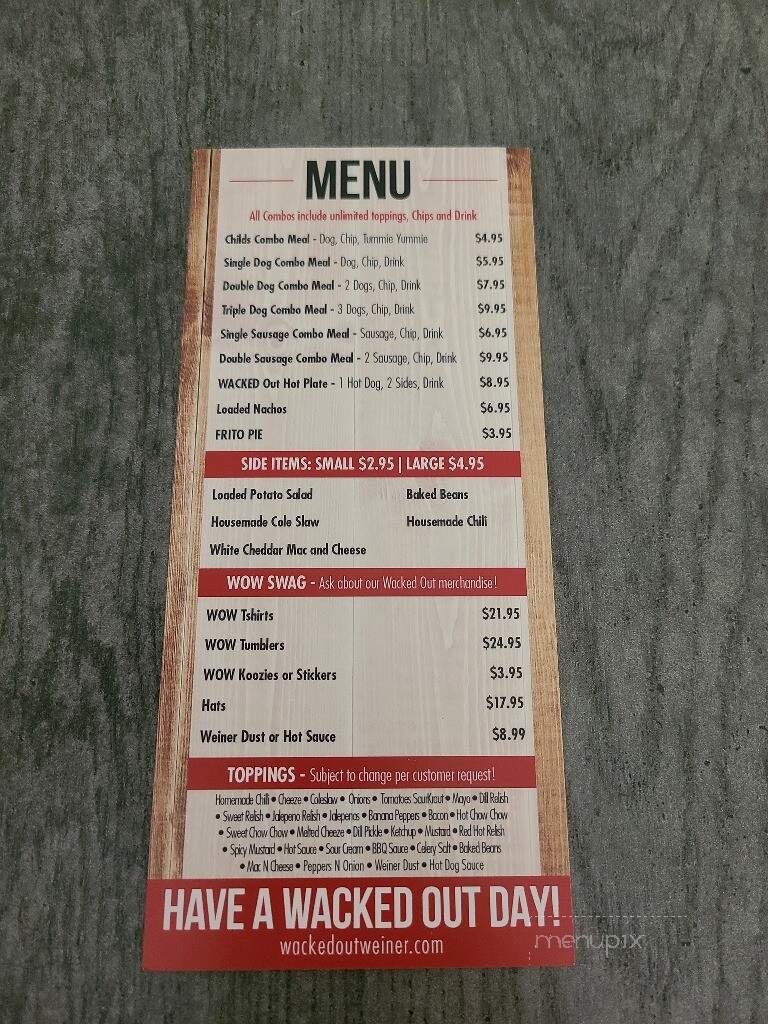 MENU
All Combos include unlimited toppings, Chips and Drink
Childs Combo Meal - Dog, Chip, Tummie Yummie $4.95
Single Dog Combo Meal - Dog, Chip, Drink $5.95
Double Dog Combo Meal - 2 Dogs, Chip, Drink $7.95
Triple Dog Combo Meal - 3 Dogs, Chip, Drink $9.95
Single Sausage Combo Meal - Sausage, Chip, Drink $6.95
Double Sausage Combo Meal - 2 Sausage, Chip, Drink $9.95
WACKED Out Hot Plate - 1 Hot Dog, 2 Sides, Drink $8.95
Loaded Nachos $6.95
FRITO PIE $3.95
SIDE ITEMS: SMALL $2.95 | LARGE $4.95
Loaded Potato Salad Baked Beans
Housemade Cole Slaw Housemade Chili
White Cheddar Mac and Cheese
WOW SWAG - Ask about our Wacked Out merchandise!
WOW Tshirts $21.95
WOW Tumblers $24.95
WOW Koozies or Stickers $3.95
Hats $17.95
Weiner Dust or Hot Sauce $8.99
TOPPINGS - Subject to change per customer request!
Homemade Chili • Cheeze • Coleslaw • Onions • Tomatoes SaurKraut • Mayo • Dill Relish
• Sweet Relish • Jalepeno Relish • Jalepenos • Banana Peppers • Bacon • Hot Chow Chow
• Sweet Chow Chow • Melted Cheeze • Dill Pickle • Ketchup • Mustard • Red Hot Relish
• Spicy Mustard • Hot Sauce • Sour Cream • BBQ Sauce • Celery Salt • Baked Beans
• Mac N Cheese • Peppers N Onion • Weiner Dust • Hot Dog Sauce
HAVE A WACKED OUT DAY!
wackedoutweiner.com
menupix